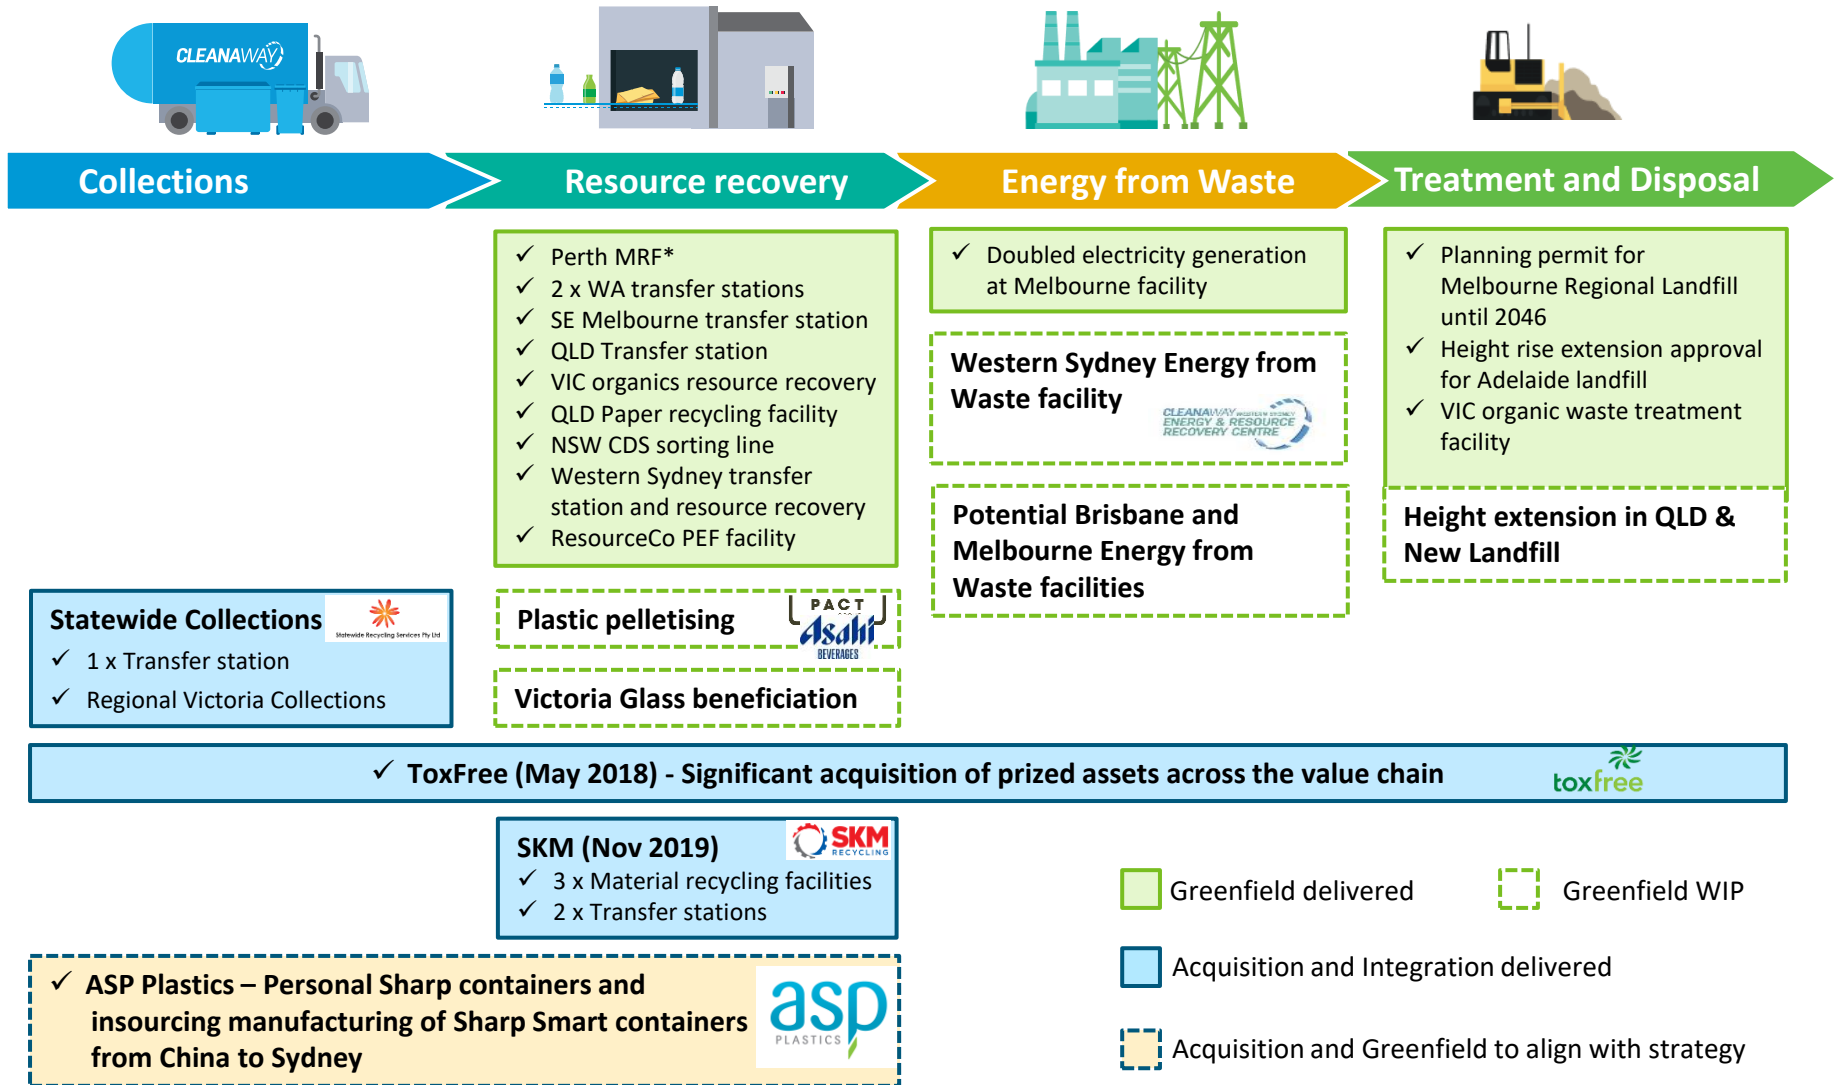 CLEANAWAY
Collections
Resource recovery
Energy from Waste
Treatment and Disposal
✓ Perth MRF*
✓ 2 x WA transfer stations
✓ SE Melbourne transfer station
✓ QLD Transfer station
✓ VIC organics resource recovery
✓ QLD Paper recycling facility
✓ NSW CDS sorting line
✓ Western Sydney transfer
station and resource recovery
✓ ResourceCo PEF facility
✓ Doubled electricity generation
at Melbourne facility
Western Sydney Energy from
Waste facility
CLEANAWAY WESTERN SYDNEY
ENERGY & RESOURCE
RECOVERY CENTRE
Potential Brisbane and
Melbourne Energy from
Waste facilities
✓ Planning permit for
Melbourne Regional Landfill
until 2046
✓ Height rise extension approval
for Adelaide landfill
✓ VIC organic waste treatment
facility
Height extension in QLD &
New Landfill
Statewide Collections
Statewide Recycling Services Pty Ltd
✓ 1 x Transfer station
✓ Regional Victoria Collections
Plastic pelletising
PACT
Asahi
BEVERAGES
Victoria Glass beneficiation
✓ ToxFree (May 2018) - Significant acquisition of prized assets across the value chain
toxfree
SKM (Nov 2019)
SKM
RECYCLING
✓ 3 x Material recycling facilities
✓ 2 x Transfer stations
✓ ASP Plastics – Personal Sharp containers and
insourcing manufacturing of Sharp Smart containers
from China to Sydney
asp
PLASTICS
Greenfield delivered
Greenfield WIP
Acquisition and Integration delivered
Acquisition and Greenfield to align with strategy